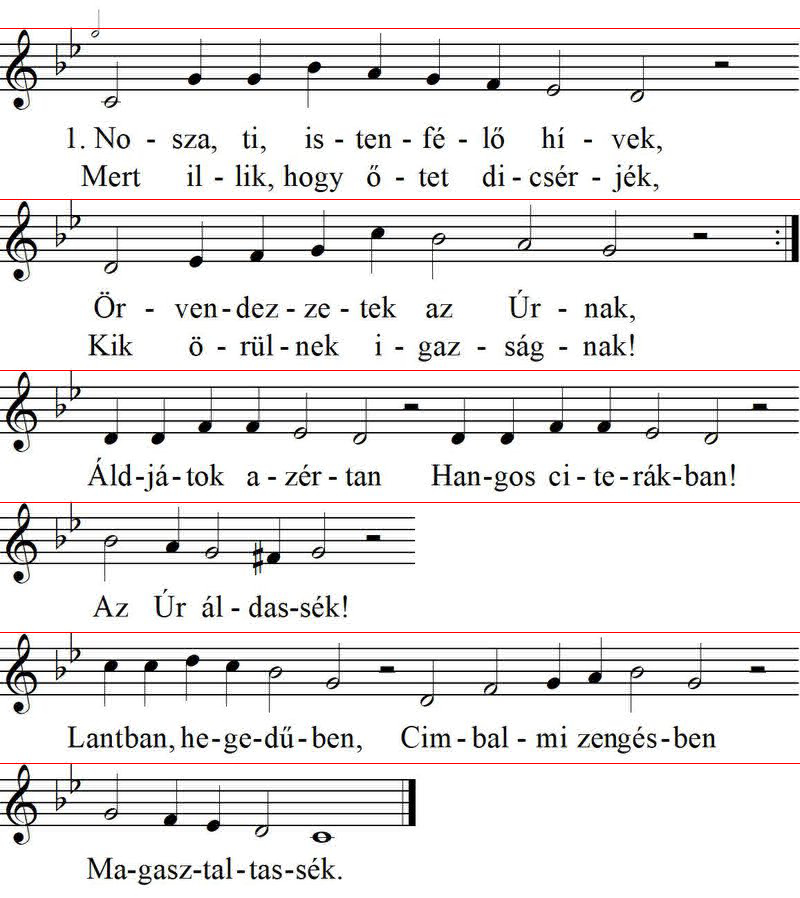 1. No - sza, ti, is - ten - fé - lő hí - vek,
Mert il - lik, hogy ő - tet di - csér - jék,
Ör - ven - dez - ze - tek az Úr - nak,
Kik ö - rül - nek i - gaz - ság - nak!
Áld - já - tok a - zér - tan Han - gos ci - te - rák - ban!
Az Úr ál - das - sék!
Lantban, he - ge - dű - ben, Cim - bal - mi zengés - ben
Ma - gasz - tal - tas - sék.